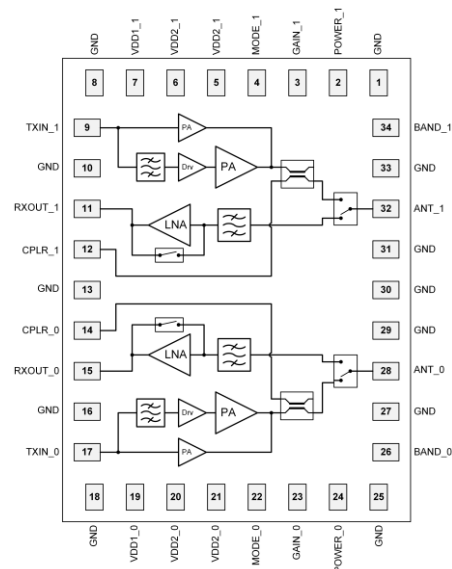 GND
VDD1_1
VDD2_1
VDD2_1
MODE_1
GAIN_1
POWER_1
GND
8
7
6
5
4
3
2
1
TXIN_1
9
PA
34
BAND_1
GND
10
Drv
PA
33
GND
RXOUT_1
11
LNA
32
ANT_1
CPLR_1
12
31
GND
GND
13
30
GND
CPLR_0
14
29
GND
RXOUT_0
15
LNA
28
ANT_0
GND
16
Drv
PA
27
GND
TXIN_0
17
PA
26
BAND_0
18
19
20
21
22
23
24
25
GND
VDD1_0
VDD2_0
VDD2_0
MODE_0
GAIN_0
POWER_0
GND